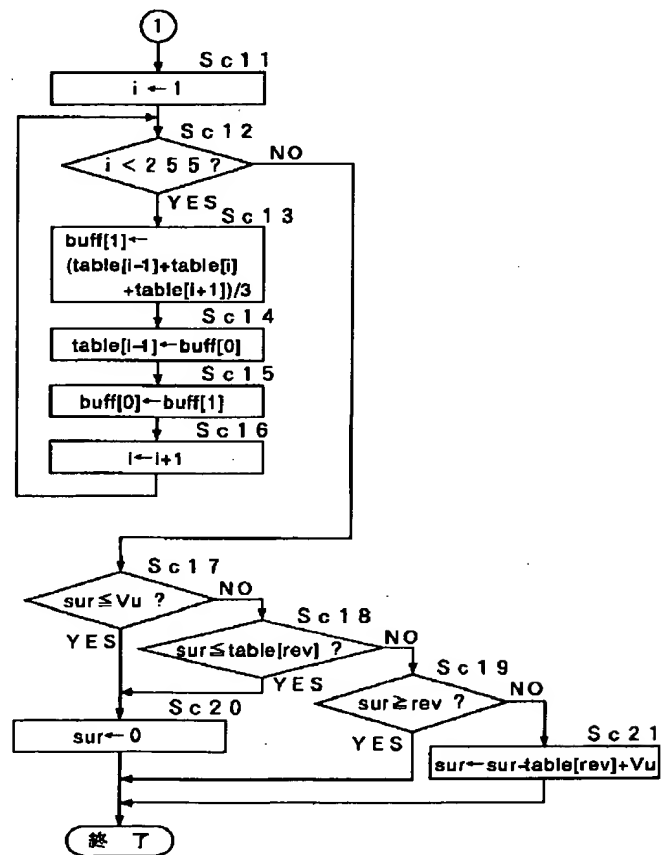 1
Sc11
i ← 1
Sc12
i < 255 ?
NO
YES
Sc13
buff[1]←
(table[i-1]+table[i]
+table[i+1])/3
Sc14
table[i-1]←buff[0]
Sc15
buff[0]←buff[1]
Sc16
i←i+1
Sc17
sur≦Vu ?
NO
YES
Sc18
sur≦table[rev] ?
NO
YES
Sc19
sur≧rev ?
NO
YES
Sc20
sur←0
Sc21
sur←sur-table[rev]+Vu
終 了